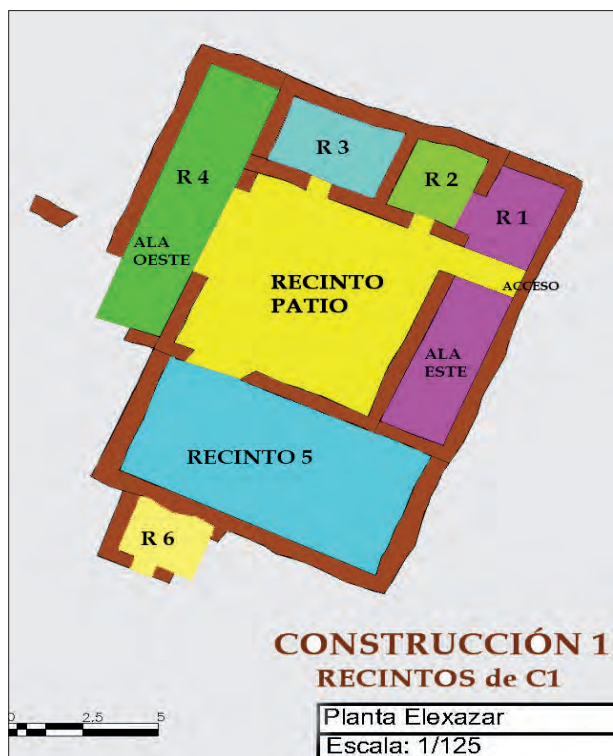 R 3
R 4
R 2
R 1
ALA
OESTE
RECINTO
PATIO
ACCESO
ALA
ESTE
RECINTO 5
R 6
CONSTRUCCIÓN 1
RECINTOS de C1
0 2.5 5
Planta Elexazar
Escala: 1/125